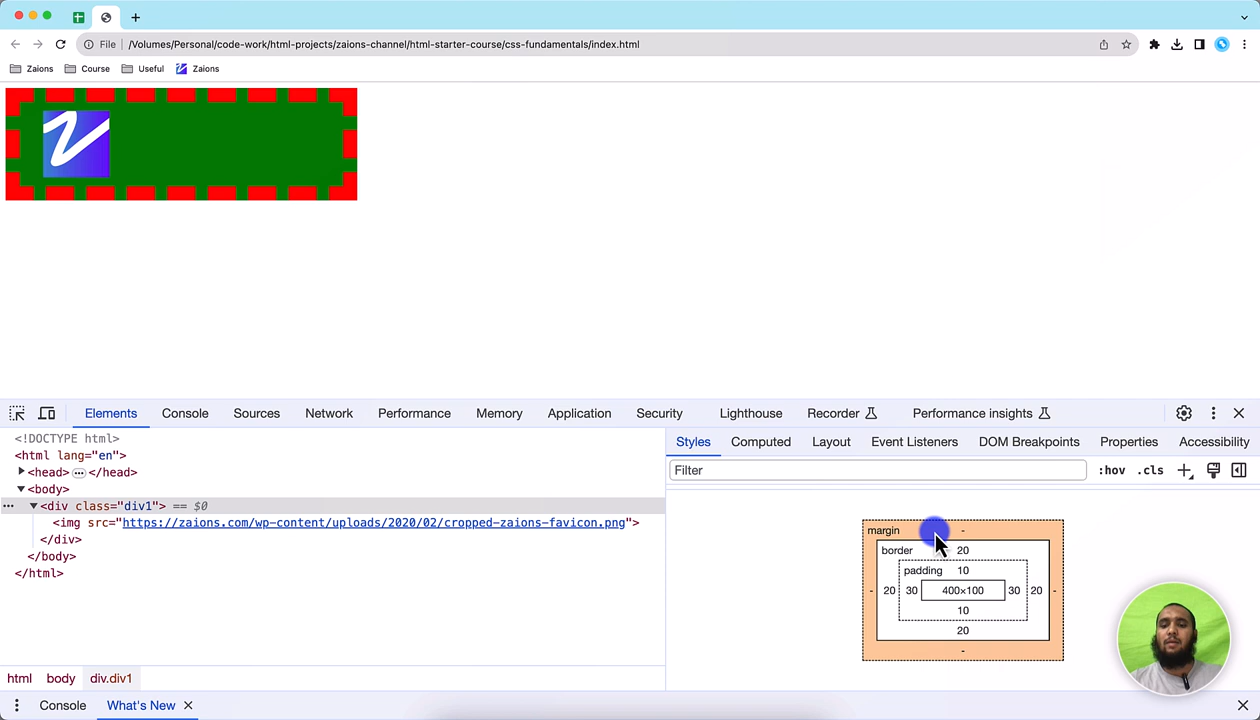 File /Volumes/Personal/code-work/html-projects/zaions-channel/html-starter-course/css-fundamentals/index.html
Zaions Course Useful Zaions
Elements Console Sources Network Performance Memory Application Security Lighthouse Recorder Performance insights
<!DOCTYPE html>
<html lang="en">
<head> ••• </head>
<body>
••• <div class="div1"> == $0
<img src="https://zaions.com/wp-content/uploads/2020/02/cropped-zaions-favicon.png">
</div>
</body>
</html>
html body div.div1
Styles Computed Layout Event Listeners DOM Breakpoints Properties Accessibility
Filter :hov .cls
margin -
border 20
padding 10
- 20 30 400×100 30 20 -
10
20
-
Console What's New